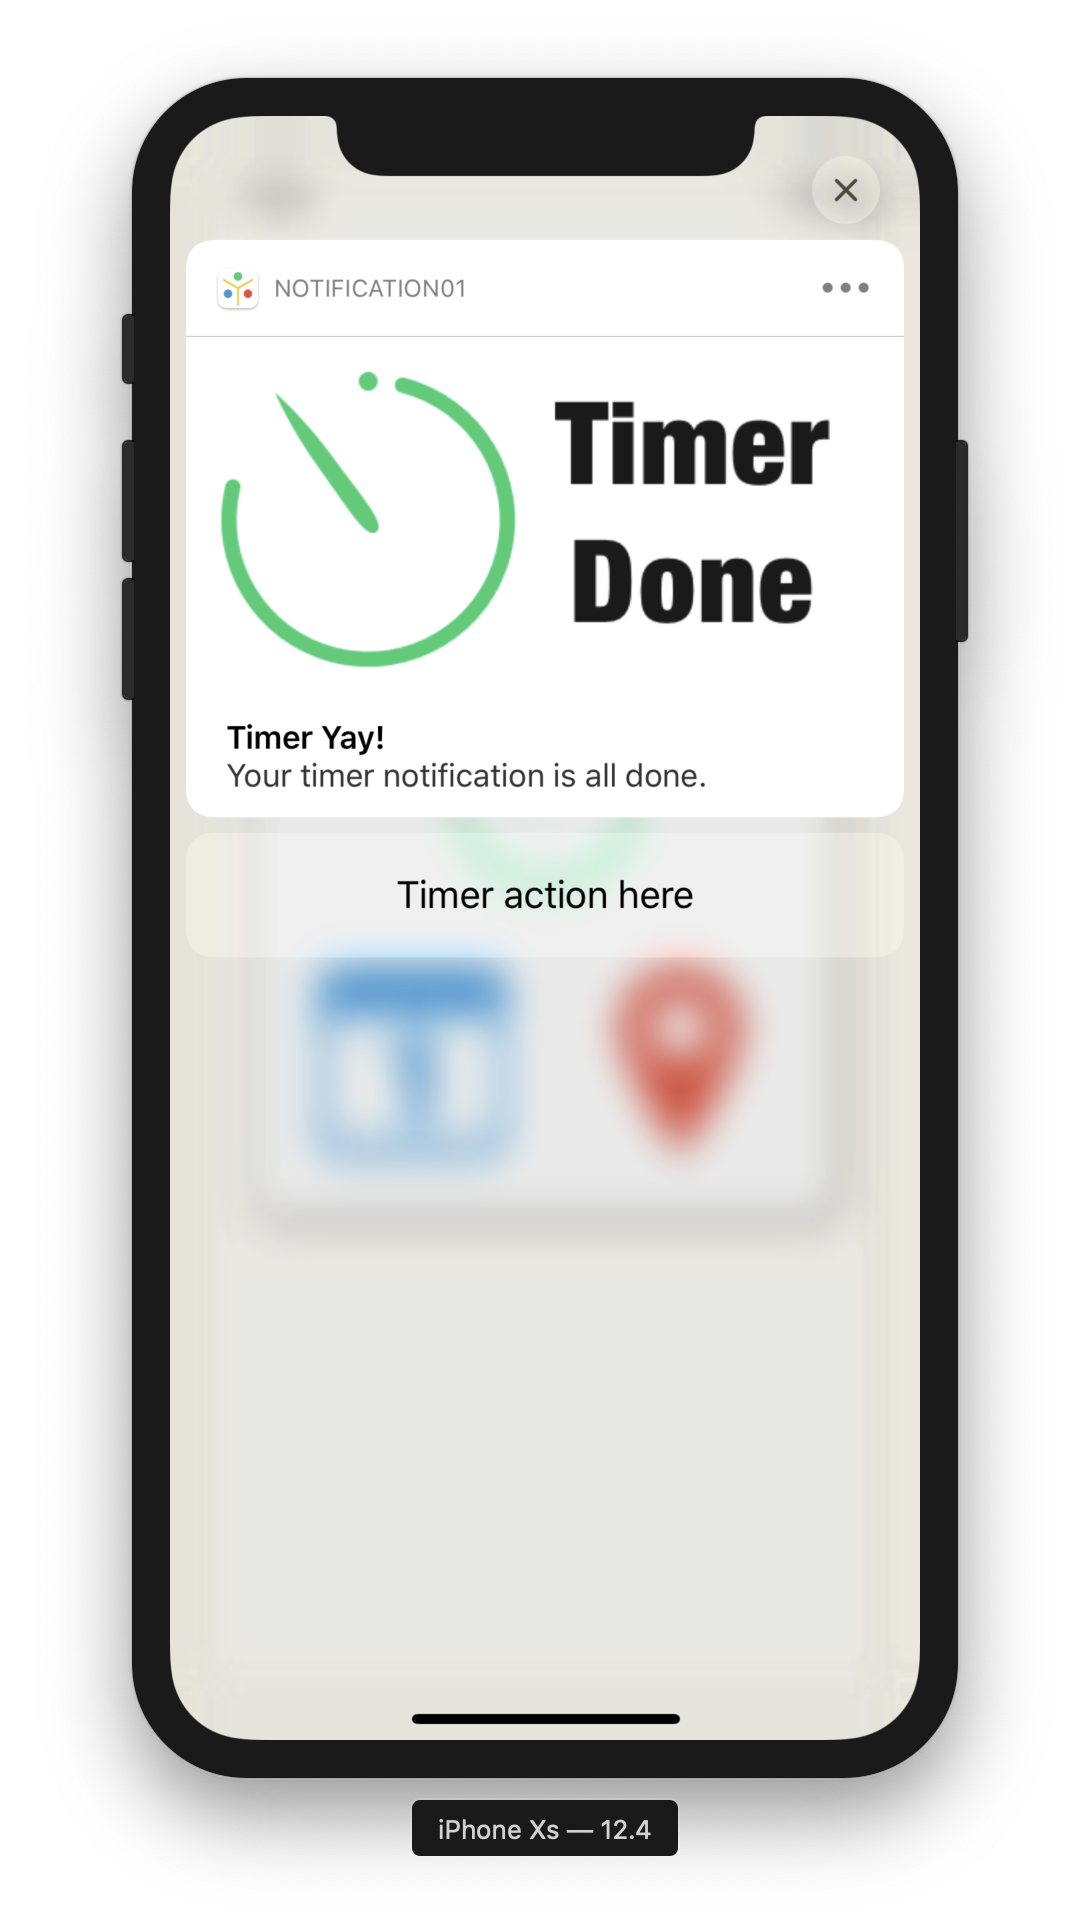 NOTIFICATION01
Timer
Done
Timer Yay!
Your timer notification is all done.
Timer action here
iPhone Xs — 12.4